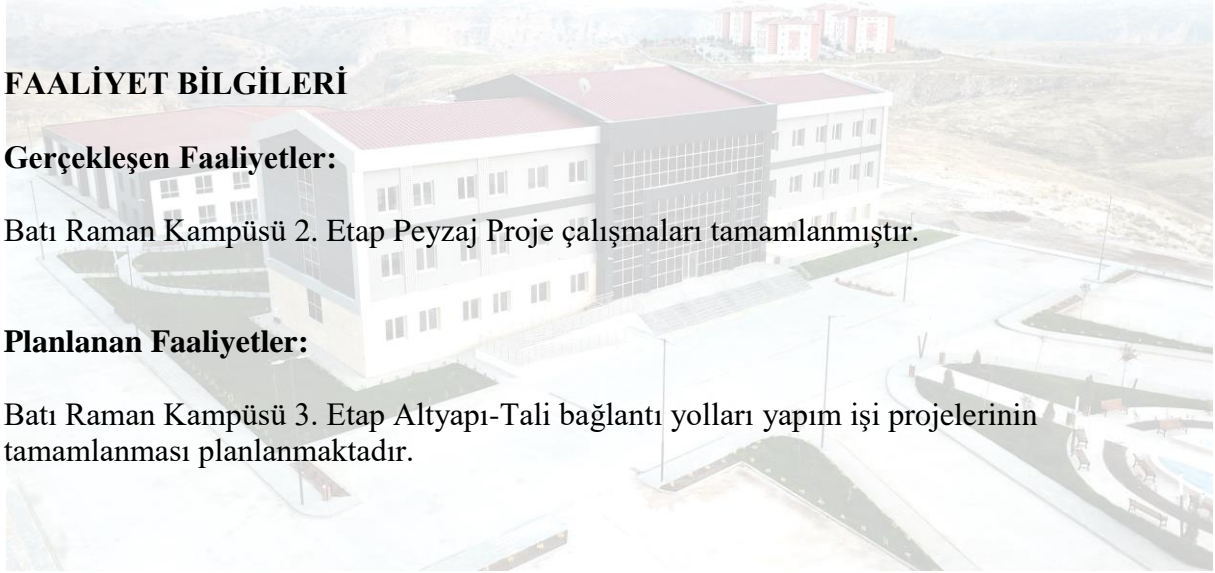 FAALİYET BİLGİLERİ
Gerçekleşen Faaliyetler:
Batı Raman Kampüsü 2. Etap Peyzaj Proje çalışmaları tamamlanmıştır.
Planlanan Faaliyetler:
Batı Raman Kampüsü 3. Etap Altyapı-Tali bağlantı yolları yapım işi projelerinin
tamamlanması planlanmaktadır.